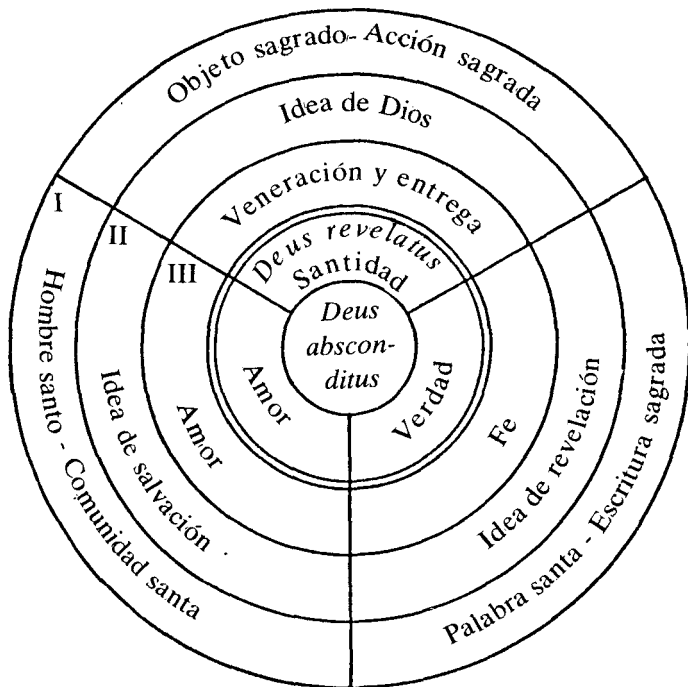 Objeto sagrado - Acción sagrada
Idea de Dios
Veneración y entrega
Deus revelatus
Santidad
Deus
abscon-
ditus
I
II
III
Hombre santo - Comunidad santa
Idea de salvación
Amor
Amor
Verdad
Fe
Idea de revelación
Palabra santa - Escritura sagrada